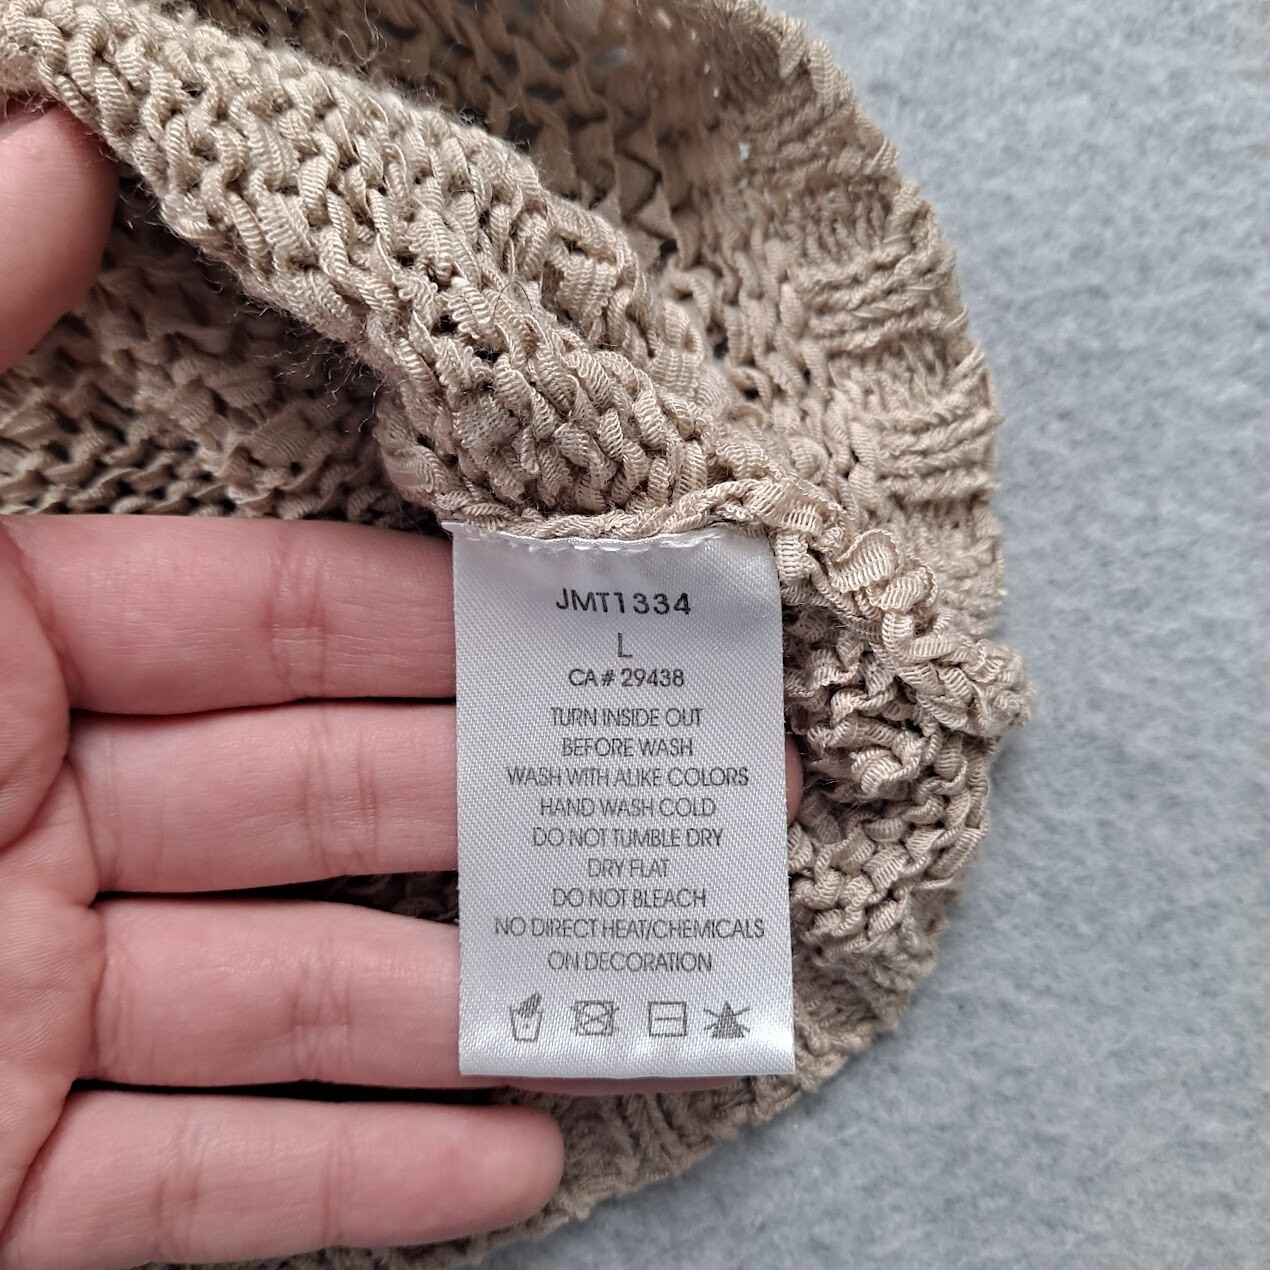 JMT1334
L
CA# 29438
TURN INSIDE OUT
BEFORE WASH
WASH WITH ALIKE COLORS
HAND WASH COLD
DO NOT TUMBLE DRY
DRY FLAT
DO NOT BLEACH
NO DIRECT HEAT/CHEMICALS
ON DECORATION